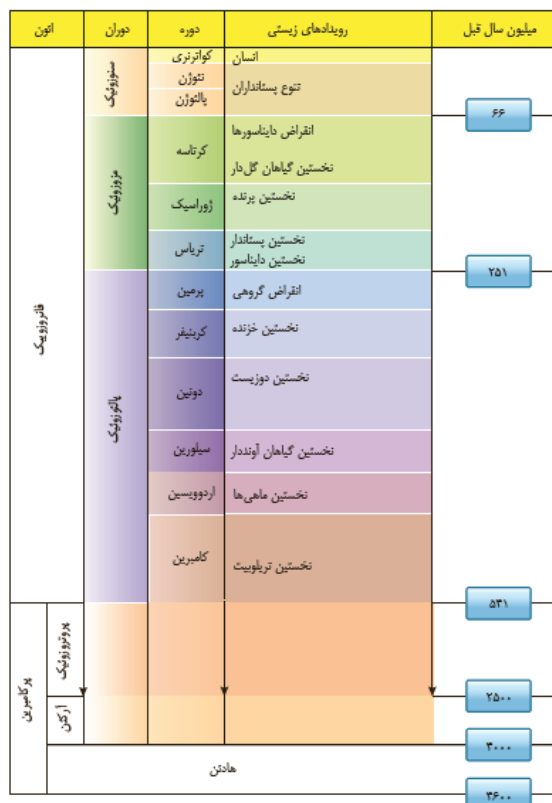 میلیون سال قبل
رویدادهای زیستی
دوره
دوران
ائون
انسان
کواترنری
سنوزوئیک
فانروزوییک
تنوع پستانداران
نئوژن
پالئوژن
۶۶
انقراض دایناسورها
نخستین گیاهان گل‌دار
کرتاسه
مزوزوئیک
نخستین پرنده
ژوراسیک
نخستین پستاندار
نخستین دایناسور
تریاس
۲۵۱
انقراض گروهی
پرمین
پالئوزوئیک
نخستین خزنده
کربنیفر
نخستین دوزیست
دونین
نخستین گیاهان آونددار
سیلورین
نخستین ماهی‌ها
اردوویسین
نخستین تریلوبیت
کامبرین
۵۴۱
پروتروزوئیک
پرکامبرین
۲۵۰۰
آرکئن
۴۰۰۰
هادئن
۴۶۰۰